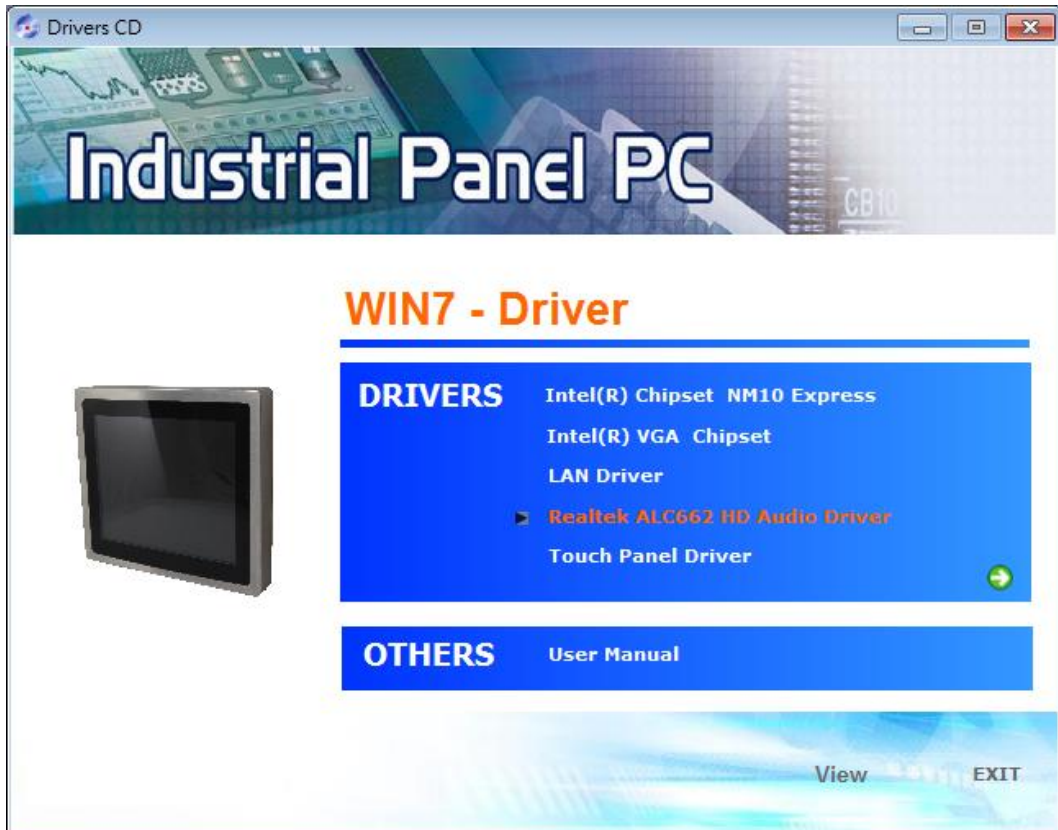 Drivers CD
Industrial Panel PC
CB10
WIN7 - Driver
DRIVERS
Intel(R) Chipset  NM10 Express
Intel(R) VGA  Chipset
LAN Driver
Realtek ALC662 HD Audio Driver
Touch Panel Driver
OTHERS
User Manual
View
EXIT